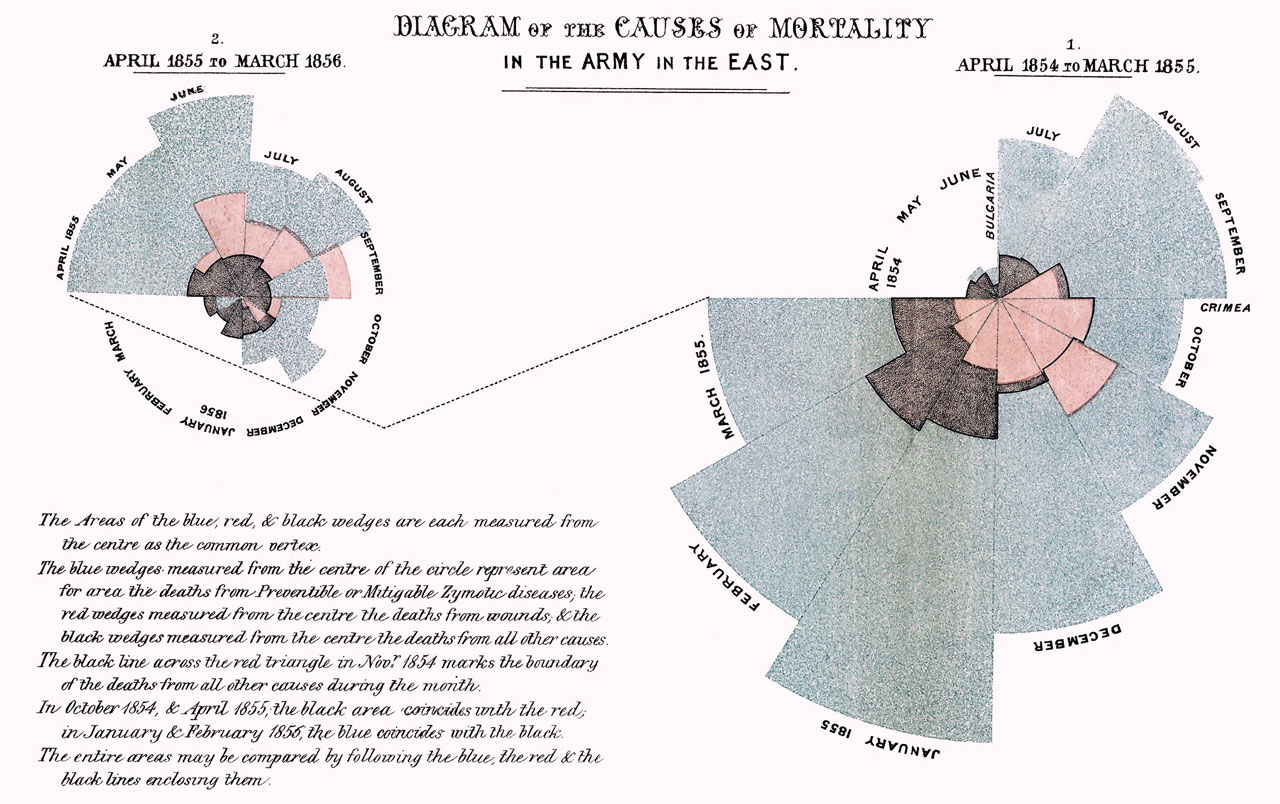 DIAGRAM OF THE CAUSES OF MORTALITY
IN THE ARMY IN THE EAST.
2.
APRIL 1855 TO MARCH 1856.
1.
APRIL 1854 TO MARCH 1855.
APRIL 1855
MAY
JUNE
JULY
AUGUST
SEPTEMBER
OCTOBER
NOVEMBER
DECEMBER
JANUARY
1856
FEBRUARY
MARCH
APRIL
1854
MAY
JUNE
BULGARIA
JULY
AUGUST
SEPTEMBER
CRIMEA
OCTOBER
NOVEMBER
DECEMBER
JANUARY 1855
FEBRUARY
MARCH 1855.
The Areas of the blue, red, & black wedges are each measured from
the centre as the common vertex.
The blue wedges measured from the centre of the circle represent area
for area the deaths from Preventible or Mitigable Zymotic diseases; the
red wedges measured from the centre the deaths from wounds; & the
black wedges measured from the centre the deaths from all other causes.
The black line across the red triangle in Novr. 1854 marks the boundary
of the deaths from all other causes during the month.
In October 1854, & April 1855, the black area coincides with the red;
in January & February 1856, the blue coincides with the black.
The entire areas may be compared by following the blue, the red & the
black lines enclosing them.